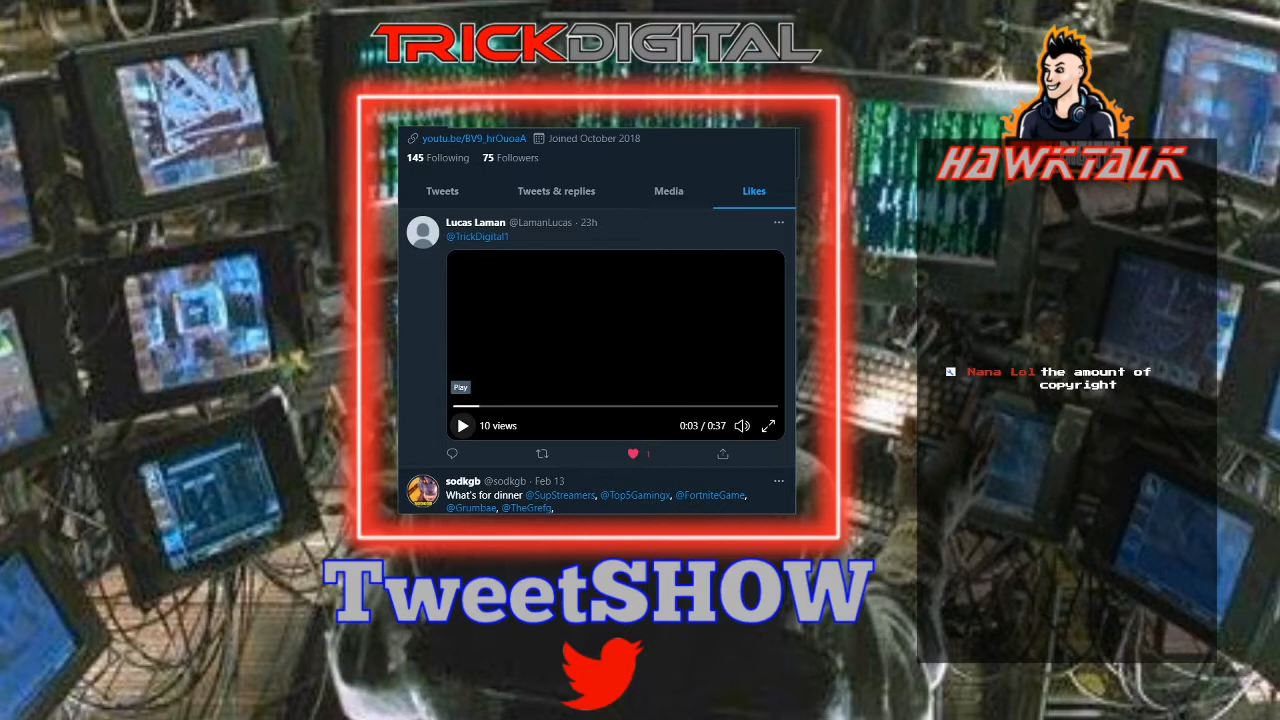 TRICKDIGITAL
youtu.be/BV9_hrOuoaA Joined October 2018
145 Following 75 Followers
Tweets Tweets & replies Media Likes
Lucas Laman @LamanLucas · 23h
@TrickDigital1
Play
10 views 0:03 / 0:37
1
sodkgb @sodkgb · Feb 13
What's for dinner @SupStreamers, @Top5Gamingx, @FortniteGame,
@Grumbae, @TheGrefg,
TweetSHOW
HAWKTALK
Nana Lol the amount of
copyright